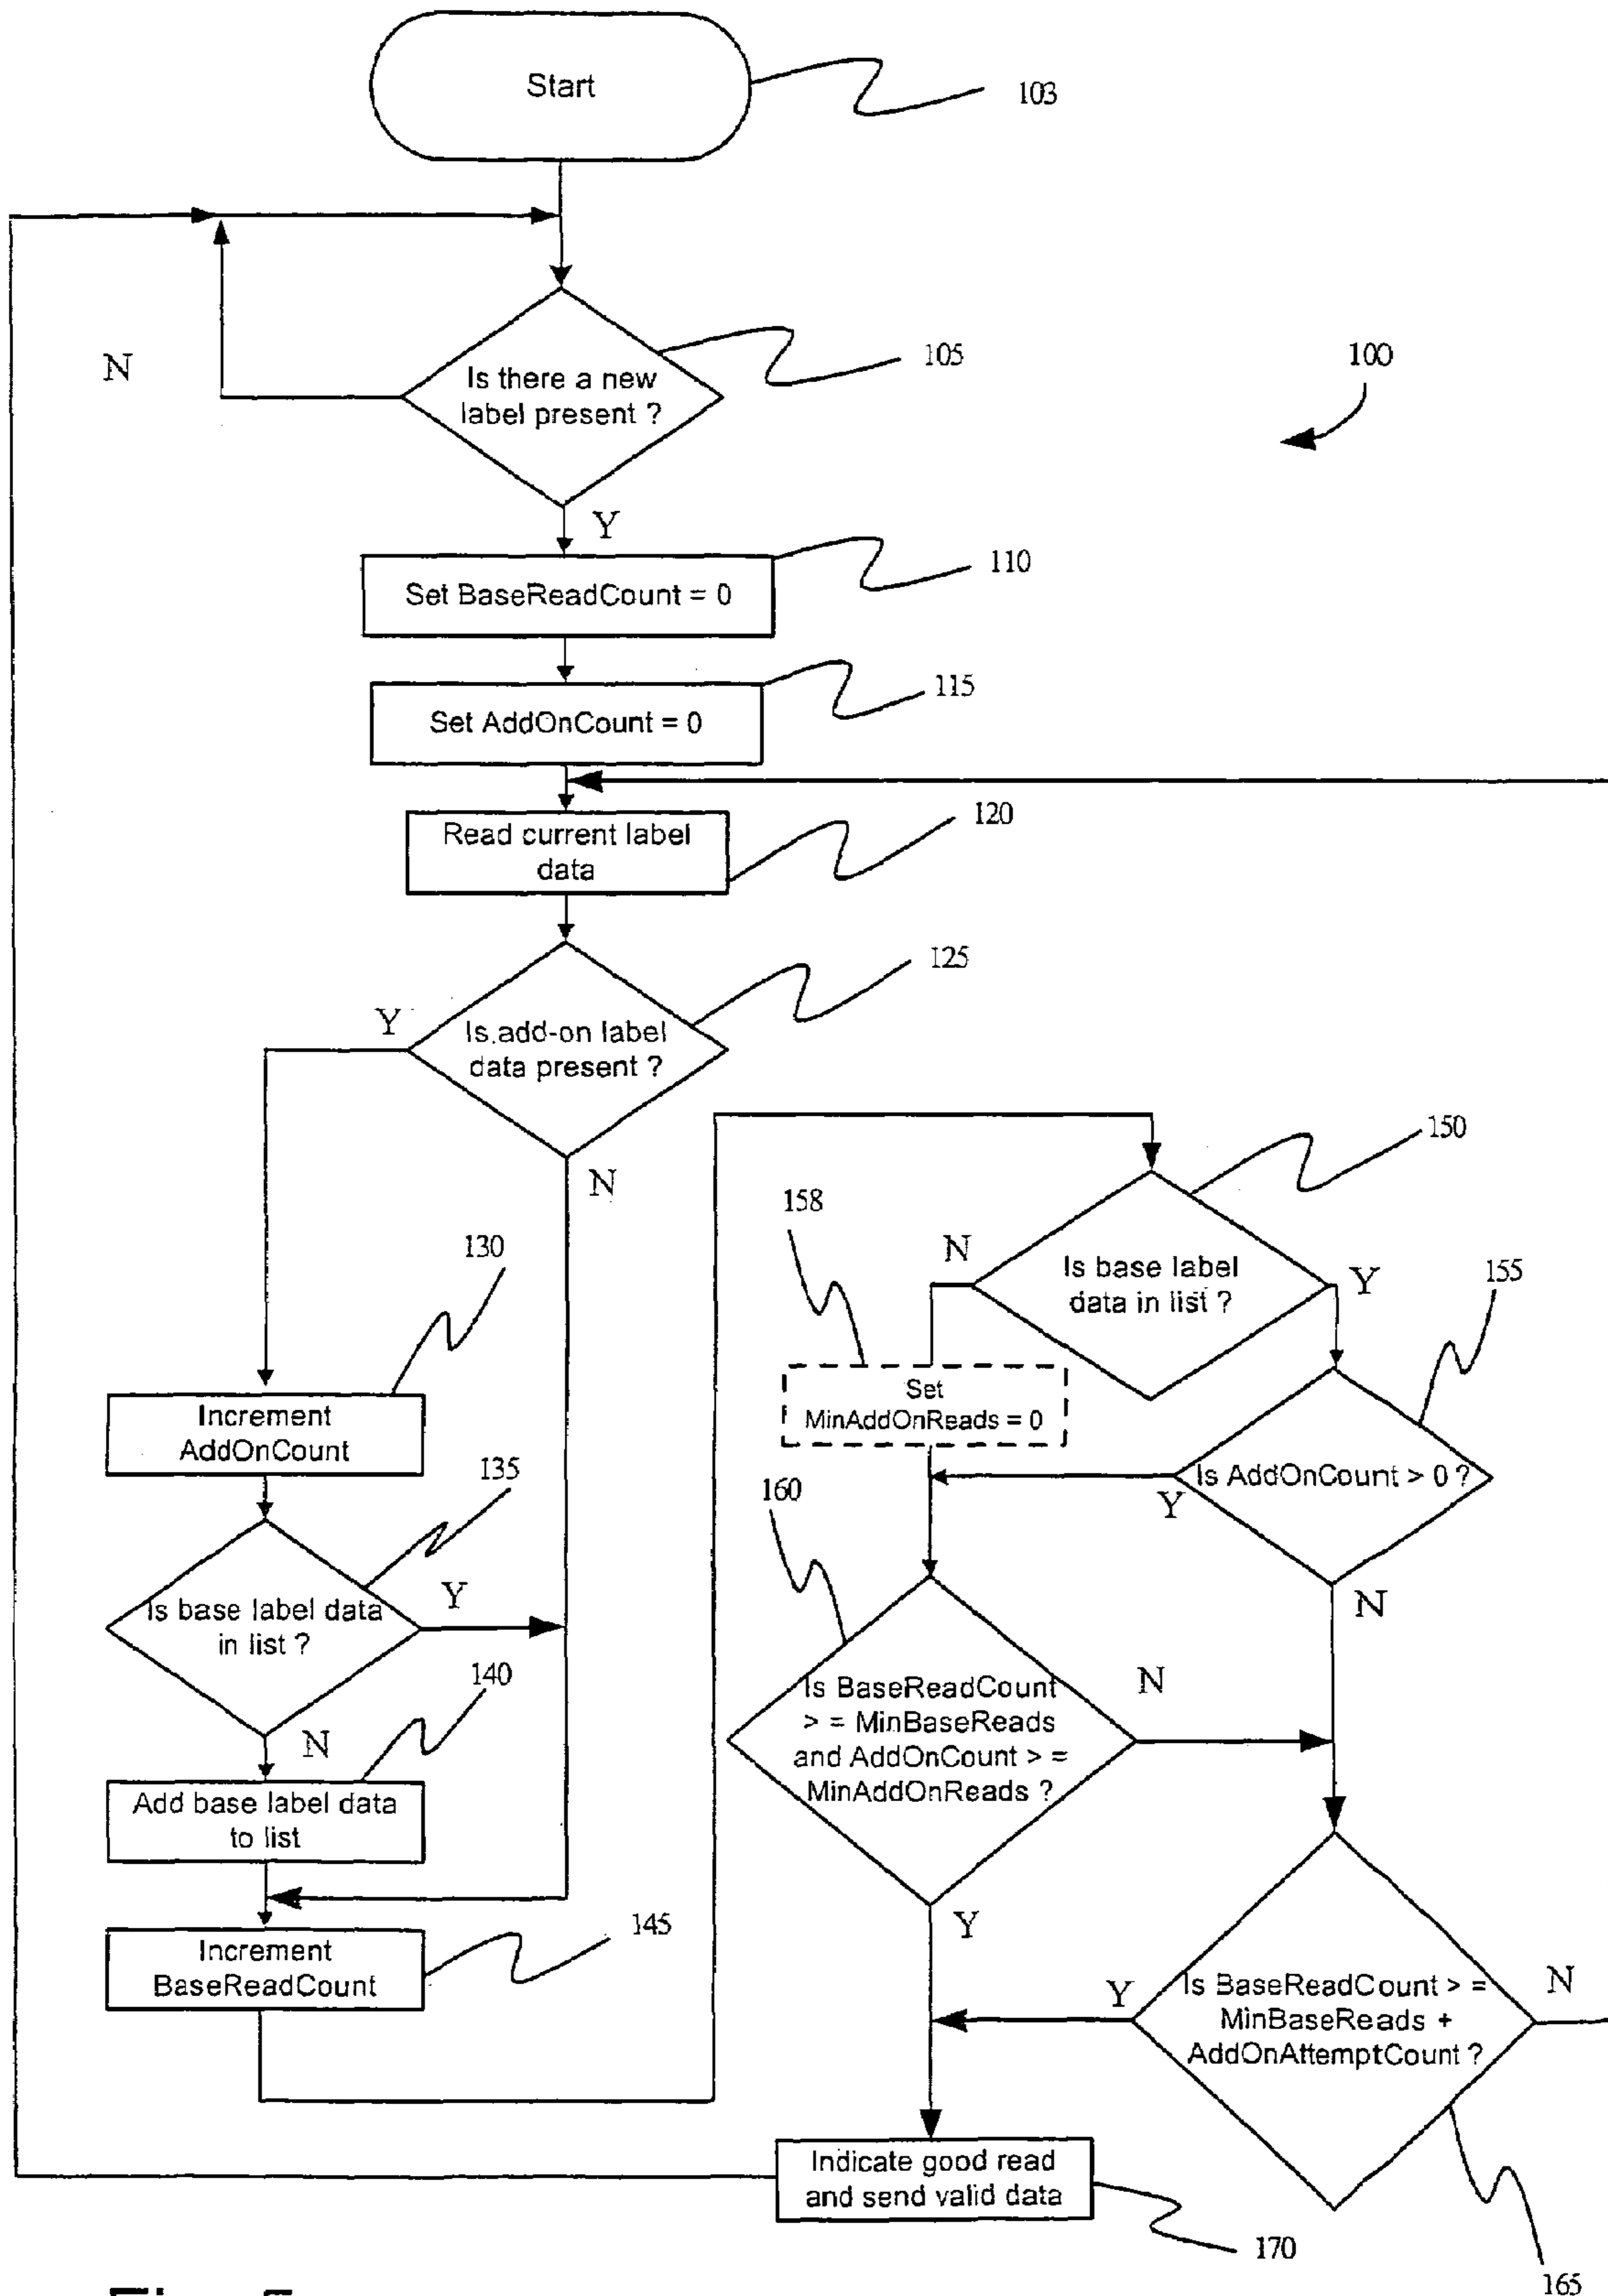 Start
103
N
Is there a new
label present ?
105
100
Y
Set BaseReadCount = 0
110
Set AddOnCount = 0
115
Read current label
data
120
Y
Is add-on label
data present ?
125
N
150
158
N
Is base label
data in list ?
Y
155
130
Set
MinAddOnReads = 0
Increment
AddOnCount
Is AddOnCount > 0 ?
Y
135
160
N
Is base label data
in list ?
Y
Is BaseReadCount
> = MinBaseReads
and AddOnCount > =
MinAddOnReads ?
N
140
N
Add base label data
to list
Y
145
Increment
BaseReadCount
Y
Is BaseReadCount > =
MinBaseReads +
AddOnAttemptCount ?
N
Indicate good read
and send valid data
170
165